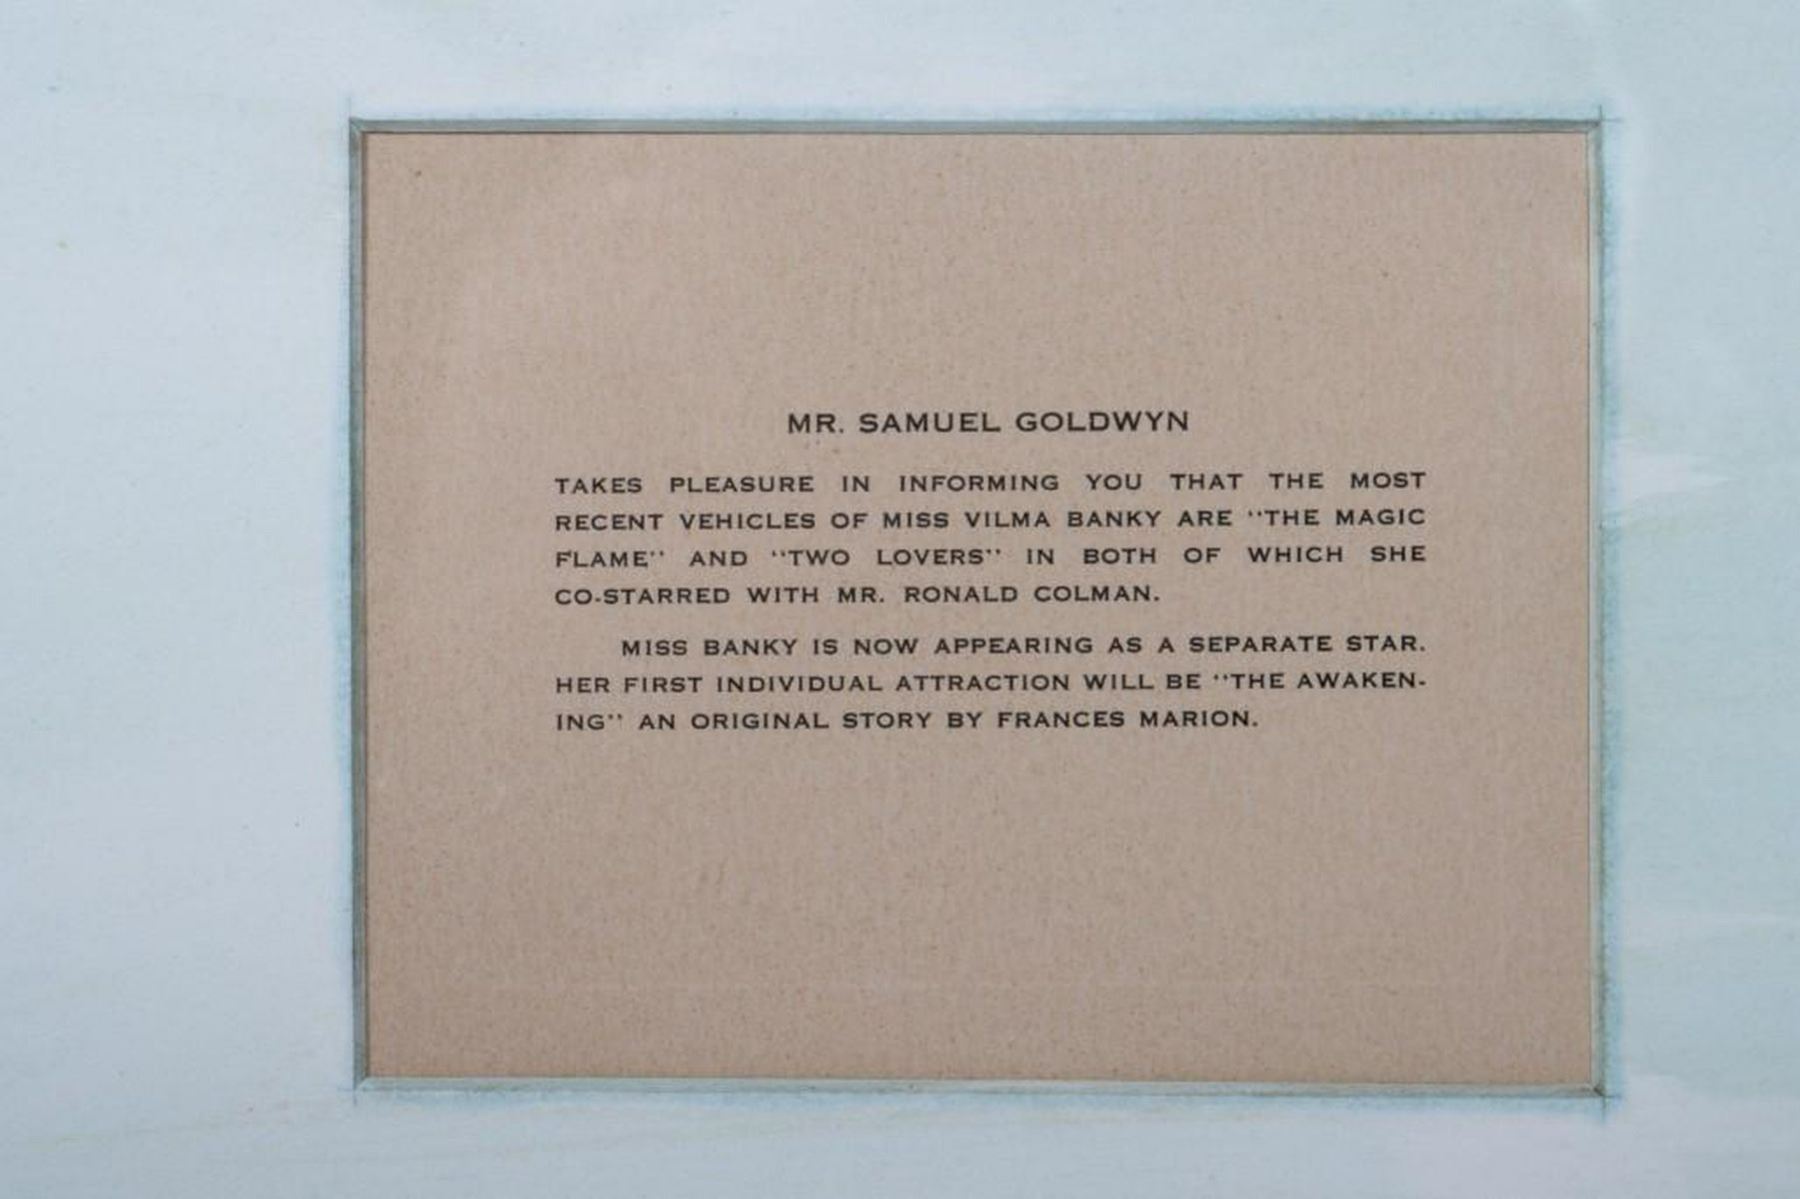 MR. SAMUEL GOLDWYN
TAKES PLEASURE IN INFORMING YOU THAT THE MOST
RECENT VEHICLES OF MISS VILMA BANKY ARE "THE MAGIC
FLAME" AND "TWO LOVERS" IN BOTH OF WHICH SHE
CO-STARRED WITH MR. RONALD COLMAN.
MISS BANKY IS NOW APPEARING AS A SEPARATE STAR.
HER FIRST INDIVIDUAL ATTRACTION WILL BE "THE AWAKEN-
ING" AN ORIGINAL STORY BY FRANCES MARION.